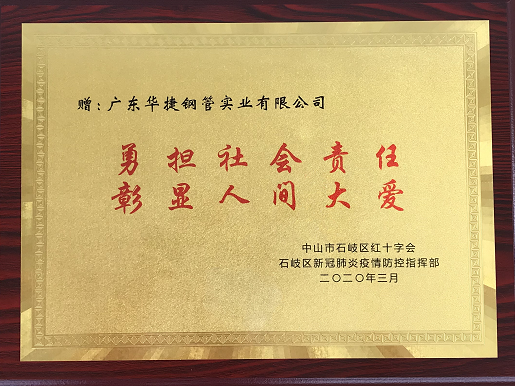 赠：广东华捷钢管实业有限公司
勇担社会责任
彰显人间大爱
中山市石岐区红十字会
石岐区新冠肺炎疫情防控指挥部
二〇二〇年三月